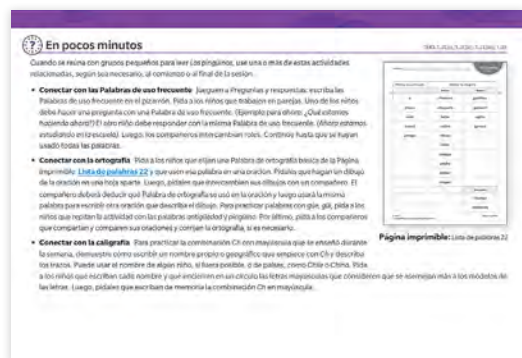 En pocos minutos
Cuando se reúna con grupos pequeños para leer Los pingüinos, use una o más de estas actividades
relacionadas, según sea necesario, al comienzo o al final de la sesión.
• Conectar con las Palabras de uso frecuente Jueguen a Preguntas y respuestas: escriba las
Palabras de uso frecuente en el pizarrón. Pida a los niños que trabajen en parejas. Uno de los niños
debe hacer una pregunta con una Palabra de uso frecuente. (Ejemplo para ahora: ¿Qué estamos
haciendo ahora?) El otro niño debe responder con la misma Palabra de uso frecuente. (Ahora estamos
estudiando en la escuela). Luego, los compañeros intercambian roles. Continúe hasta que se hayan
usado todas las palabras.
• Conectar con la ortografía Pida a los niños que elijan una Palabra de ortografía básica de la Página
imprimible: Lista de palabras 22 y que usen esa palabra en una oración. Pídales que hagan un dibujo
de la oración en una hoja aparte. Luego, pídales que intercambien sus dibujos con un compañero. El
compañero deberá deducir qué Palabra de ortografía se usó en la oración y luego usará la misma
palabra para escribir otra oración que describa el dibujo. Para practicar palabras con güe, güi, pida a los
niños que repitan la actividad con las palabras antigüedad y pingüino. Por último, pida a los compañeros
que compartan y comparen sus oraciones y corrijan la ortografía, si es necesario.
• Conectar con la caligrafía Para practicar la combinación Ch con mayúscula que se enseñó durante
la semana, demuestre cómo escribir un nombre propio o geográfico que empiece con Ch y describa
los trazos. Puede usar el nombre de algún niño, si fuera posible, o de países, como Chile o China. Pida
a los niños que escriban cada nombre y que encierren en un círculo las letras mayúsculas que consideren que se asemejan más a los modelos de
las letras. Luego, pídales que escriban de memoria la combinación Ch en mayúscula.
Página imprimible: Lista de palabras 22